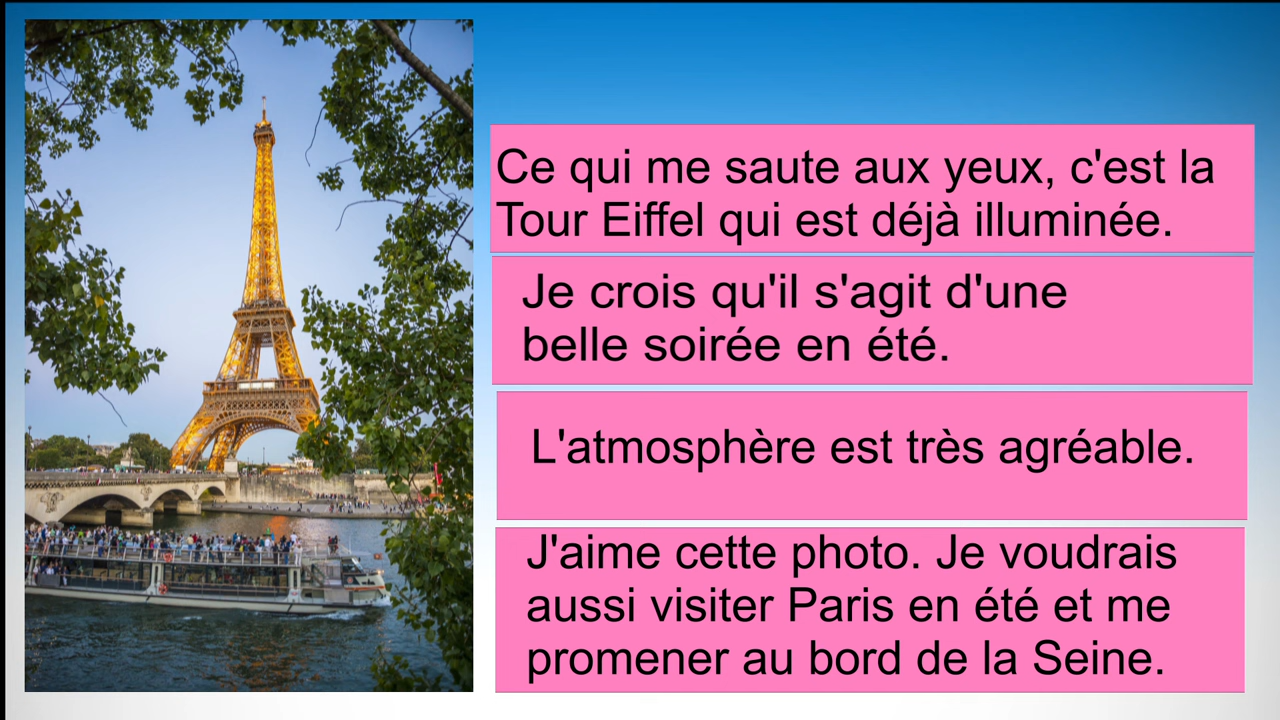 Ce qui me saute aux yeux, c'est la
Tour Eiffel qui est déjà illuminée.
Je crois qu'il s'agit d'une
belle soirée en été.
L'atmosphère est très agréable.
J'aime cette photo. Je voudrais
aussi visiter Paris en été et me
promener au bord de la Seine.